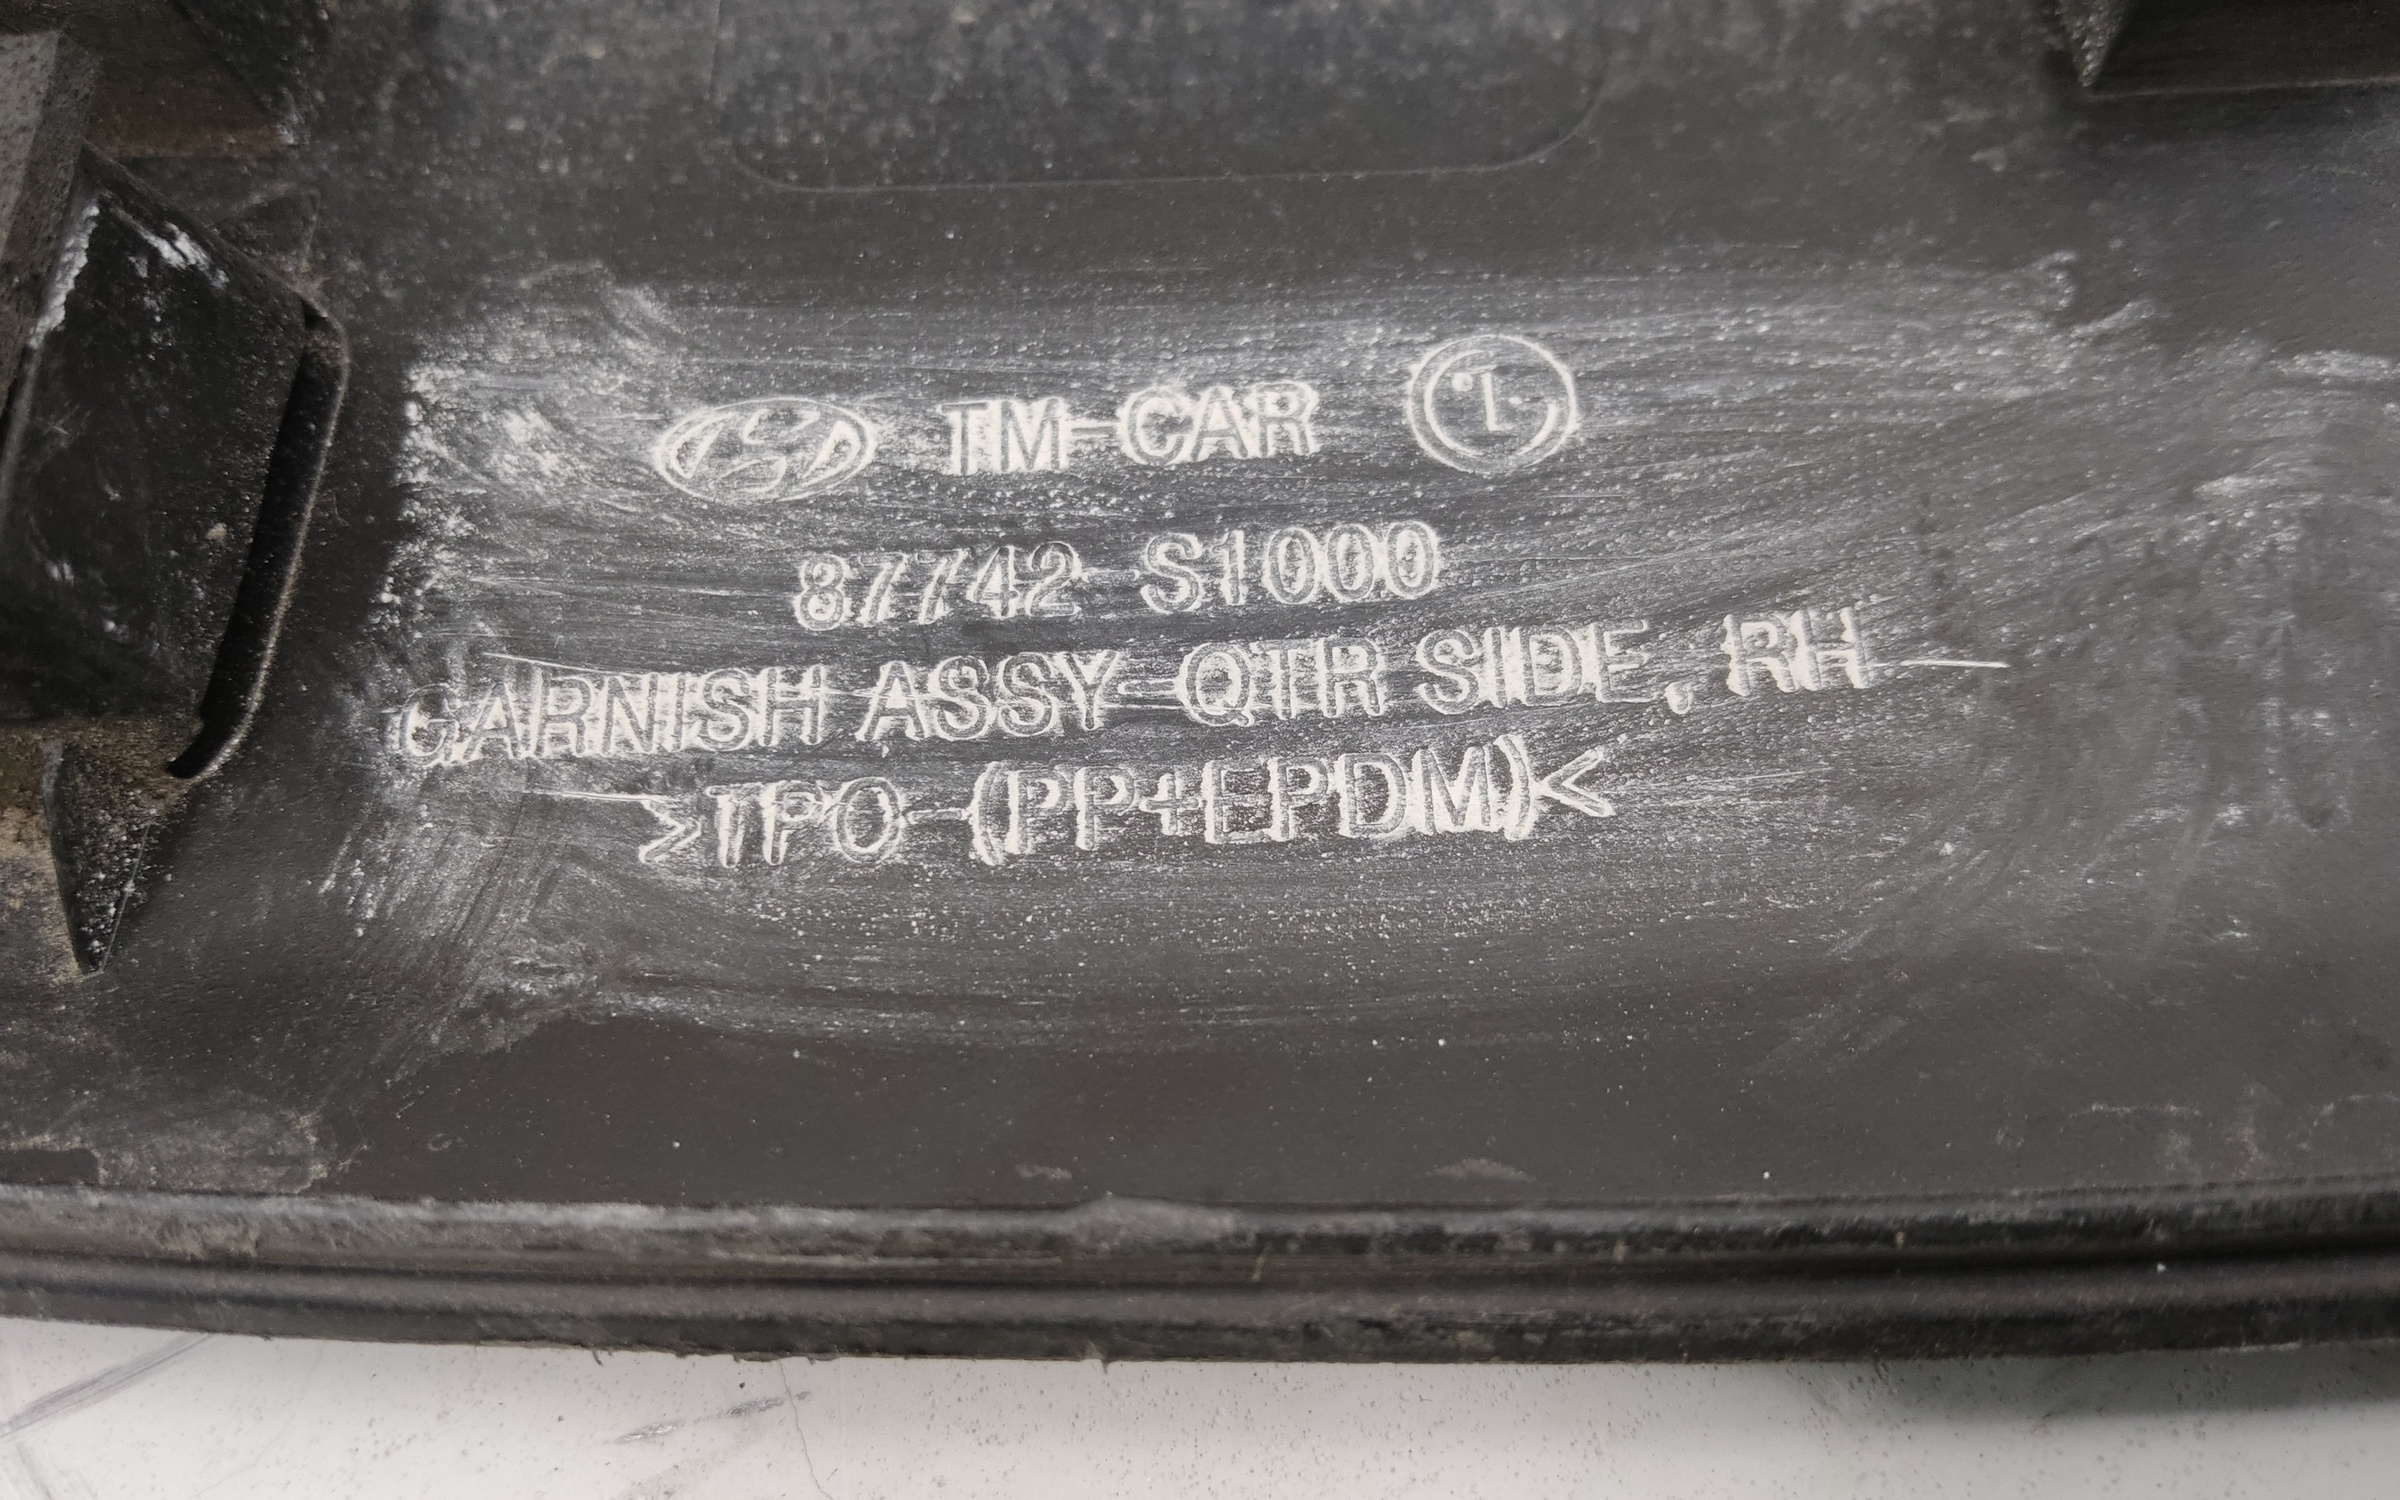 TM-CAR
87742-S1000
GARNISH ASSY-QTR SIDE, RH
>TPO-(PP+EPDM)<